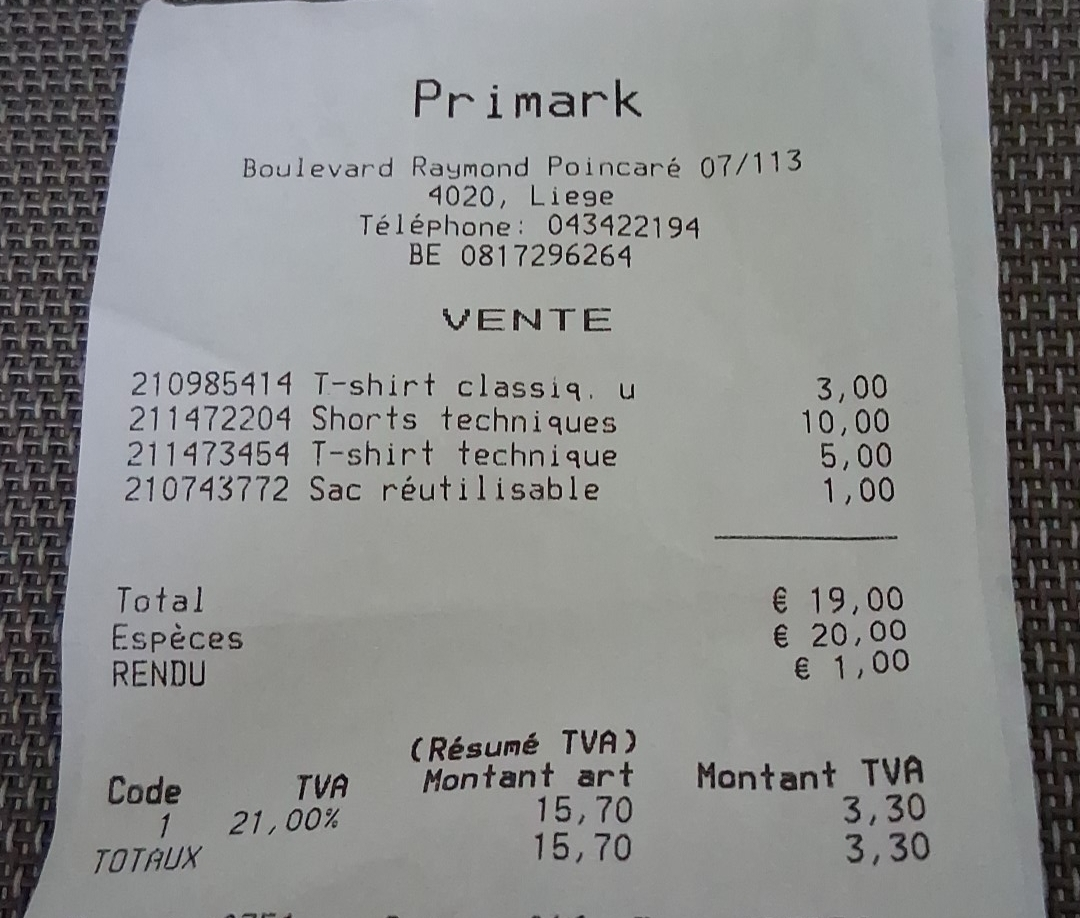 Primark
Boulevard Raymond Poincaré 07/113
4020, Liege
Téléphone: 043422194
BE 0817296264
VENTE
210985414 T-shirt classiq. u 3,00
211472204 Shorts techniques 10,00
211473454 T-shirt technique 5,00
210743772 Sac réutilisable 1,00
Total € 19,00
Espèces € 20,00
RENDU € 1,00
(Résumé TVA)
Code TVA Montant art Montant TVA
1 21,00% 15,70 3,30
TOTAUX 15,70 3,30